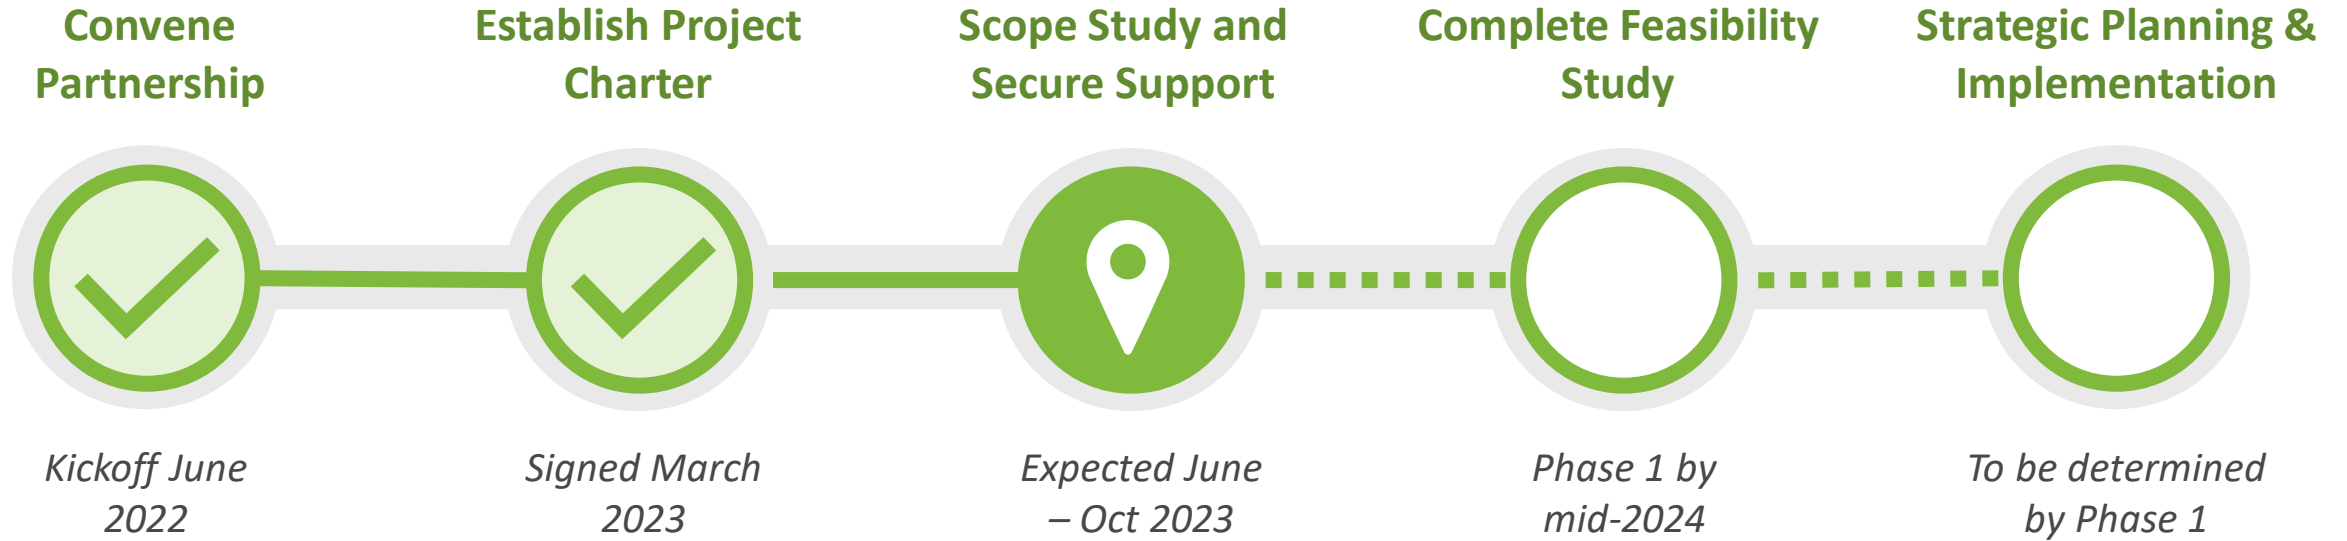 Convene
Partnership
Establish Project
Charter
Scope Study and
Secure Support
Complete Feasibility
Study
Strategic Planning &
Implementation
Kickoff June
2022
Signed March
2023
Expected June
– Oct 2023
Phase 1 by
mid-2024
To be determined
by Phase 1